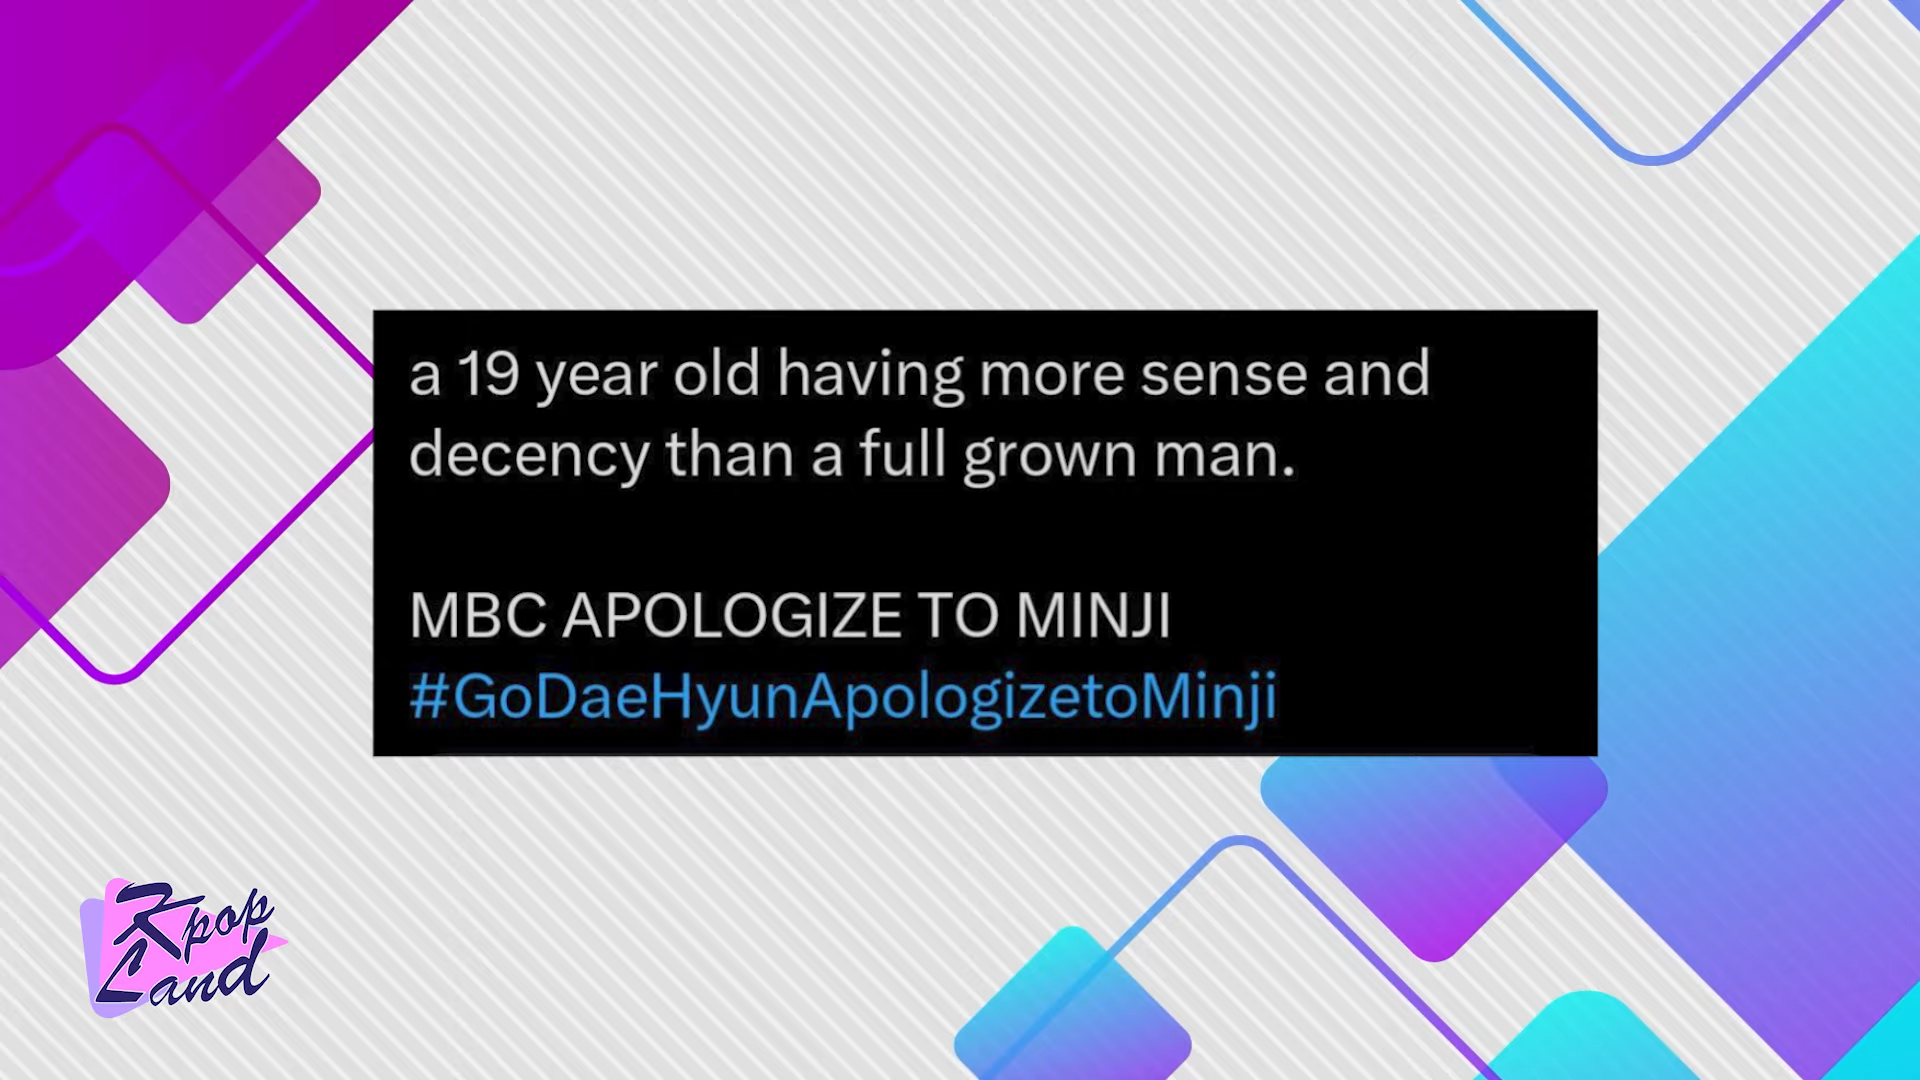 a 19 year old having more sense and
decency than a full grown man.
MBC APOLOGIZE TO MINJI
#GoDaeHyunApologizetoMinji
Kpop
Land